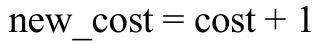 new_cost = cost + 1